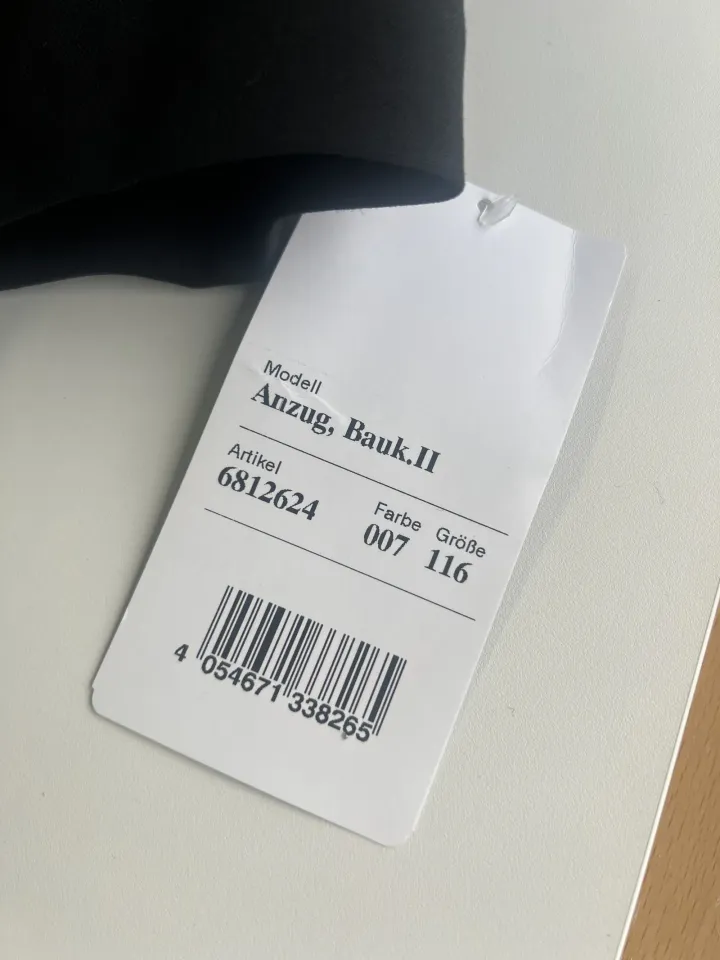 Modell
Anzug, Bauk.II
Artikel Farbe Größe
6812624 007 116
4 054671 338265